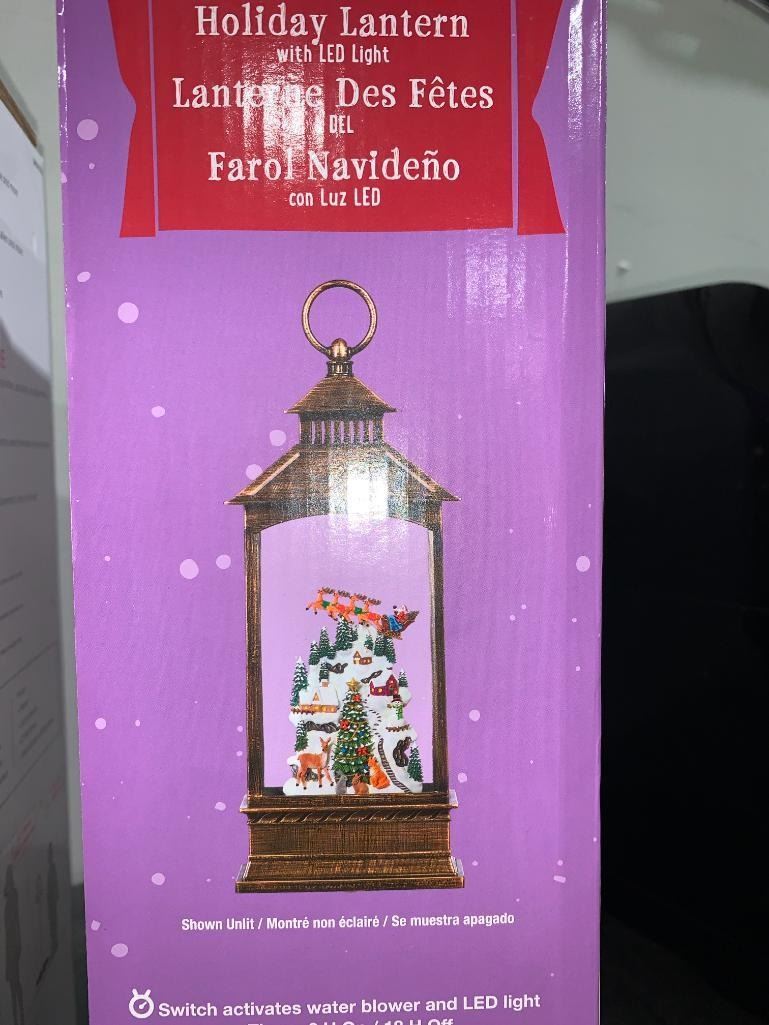 Holiday Lantern
with LED Light
Lanterne Des Fêtes
DEL
Farol Navideño
con Luz LED
Shown Unlit / Montré non éclairé / Se muestra apagado
Switch activates water blower and LED light